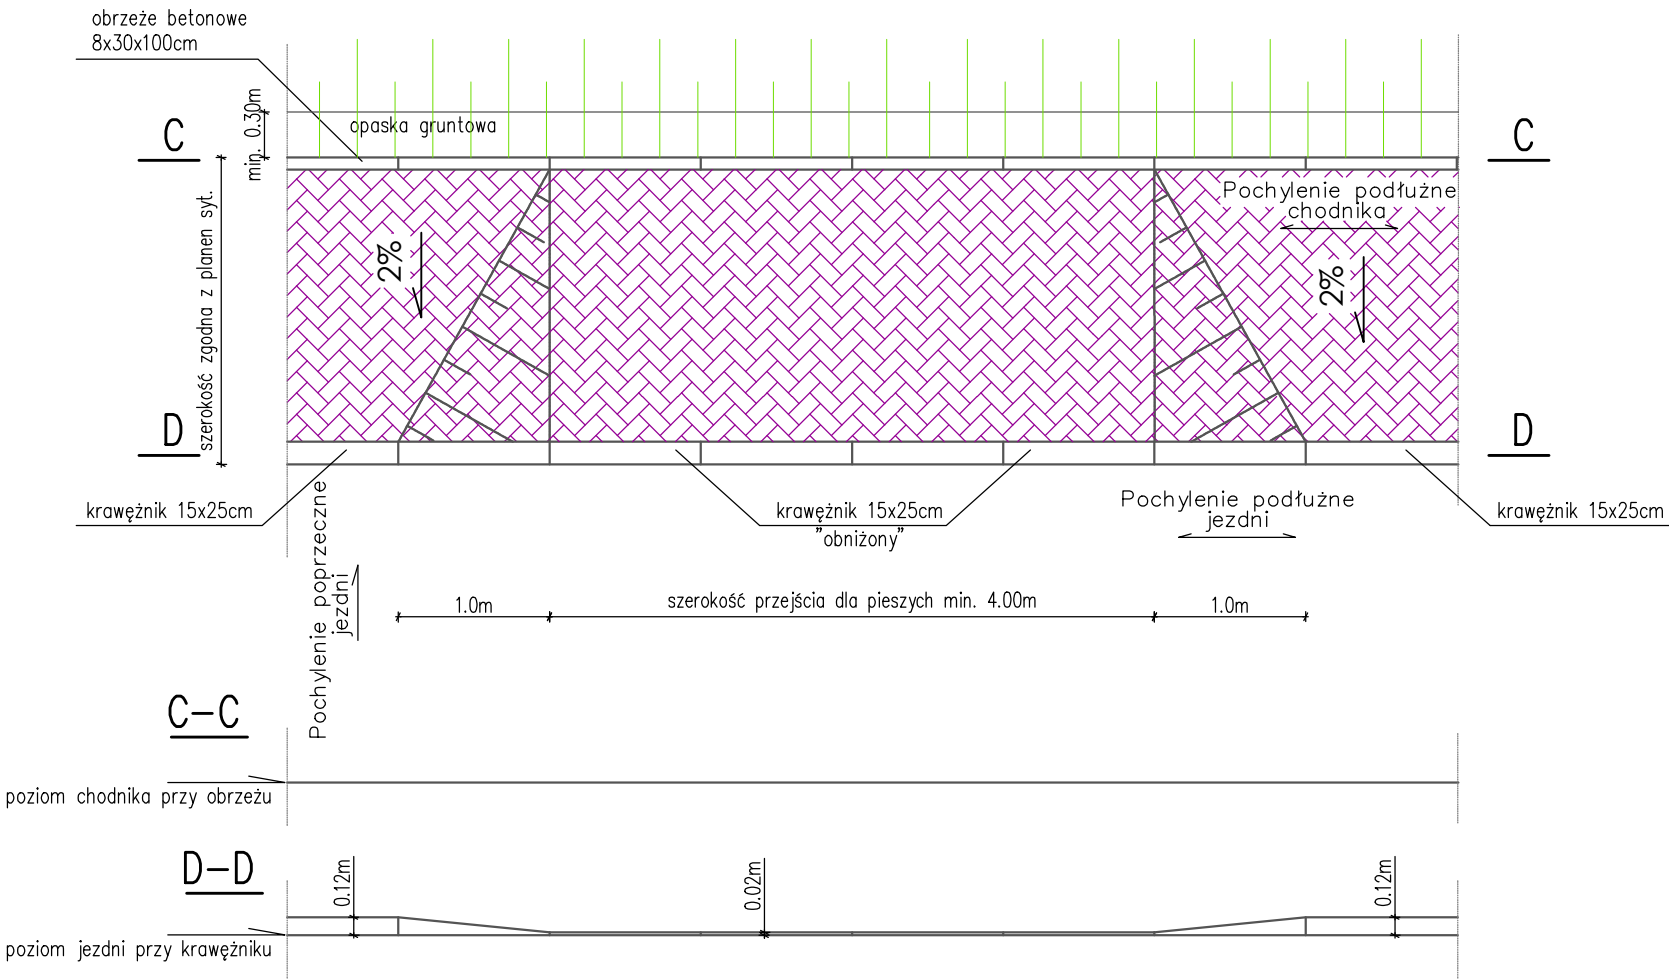 obrzeże betonowe
8x30x100cm
min. 0.30m
opaska gruntowa
C
C
szerokość zgodna z planen syt.
2%
Pochylenie podłużne
chodnika
2%
D
D
krawężnik 15x25cm
krawężnik 15x25cm
"obniżony"
Pochylenie podłużne
jezdni
krawężnik 15x25cm
Pochylenie poprzeczne
jezdni
1.0m
szerokość przejścia dla pieszych min. 4.00m
1.0m
C-C
poziom chodnika przy obrzeżu
D-D
0.12m
0.02m
0.12m
poziom jezdni przy krawężniku